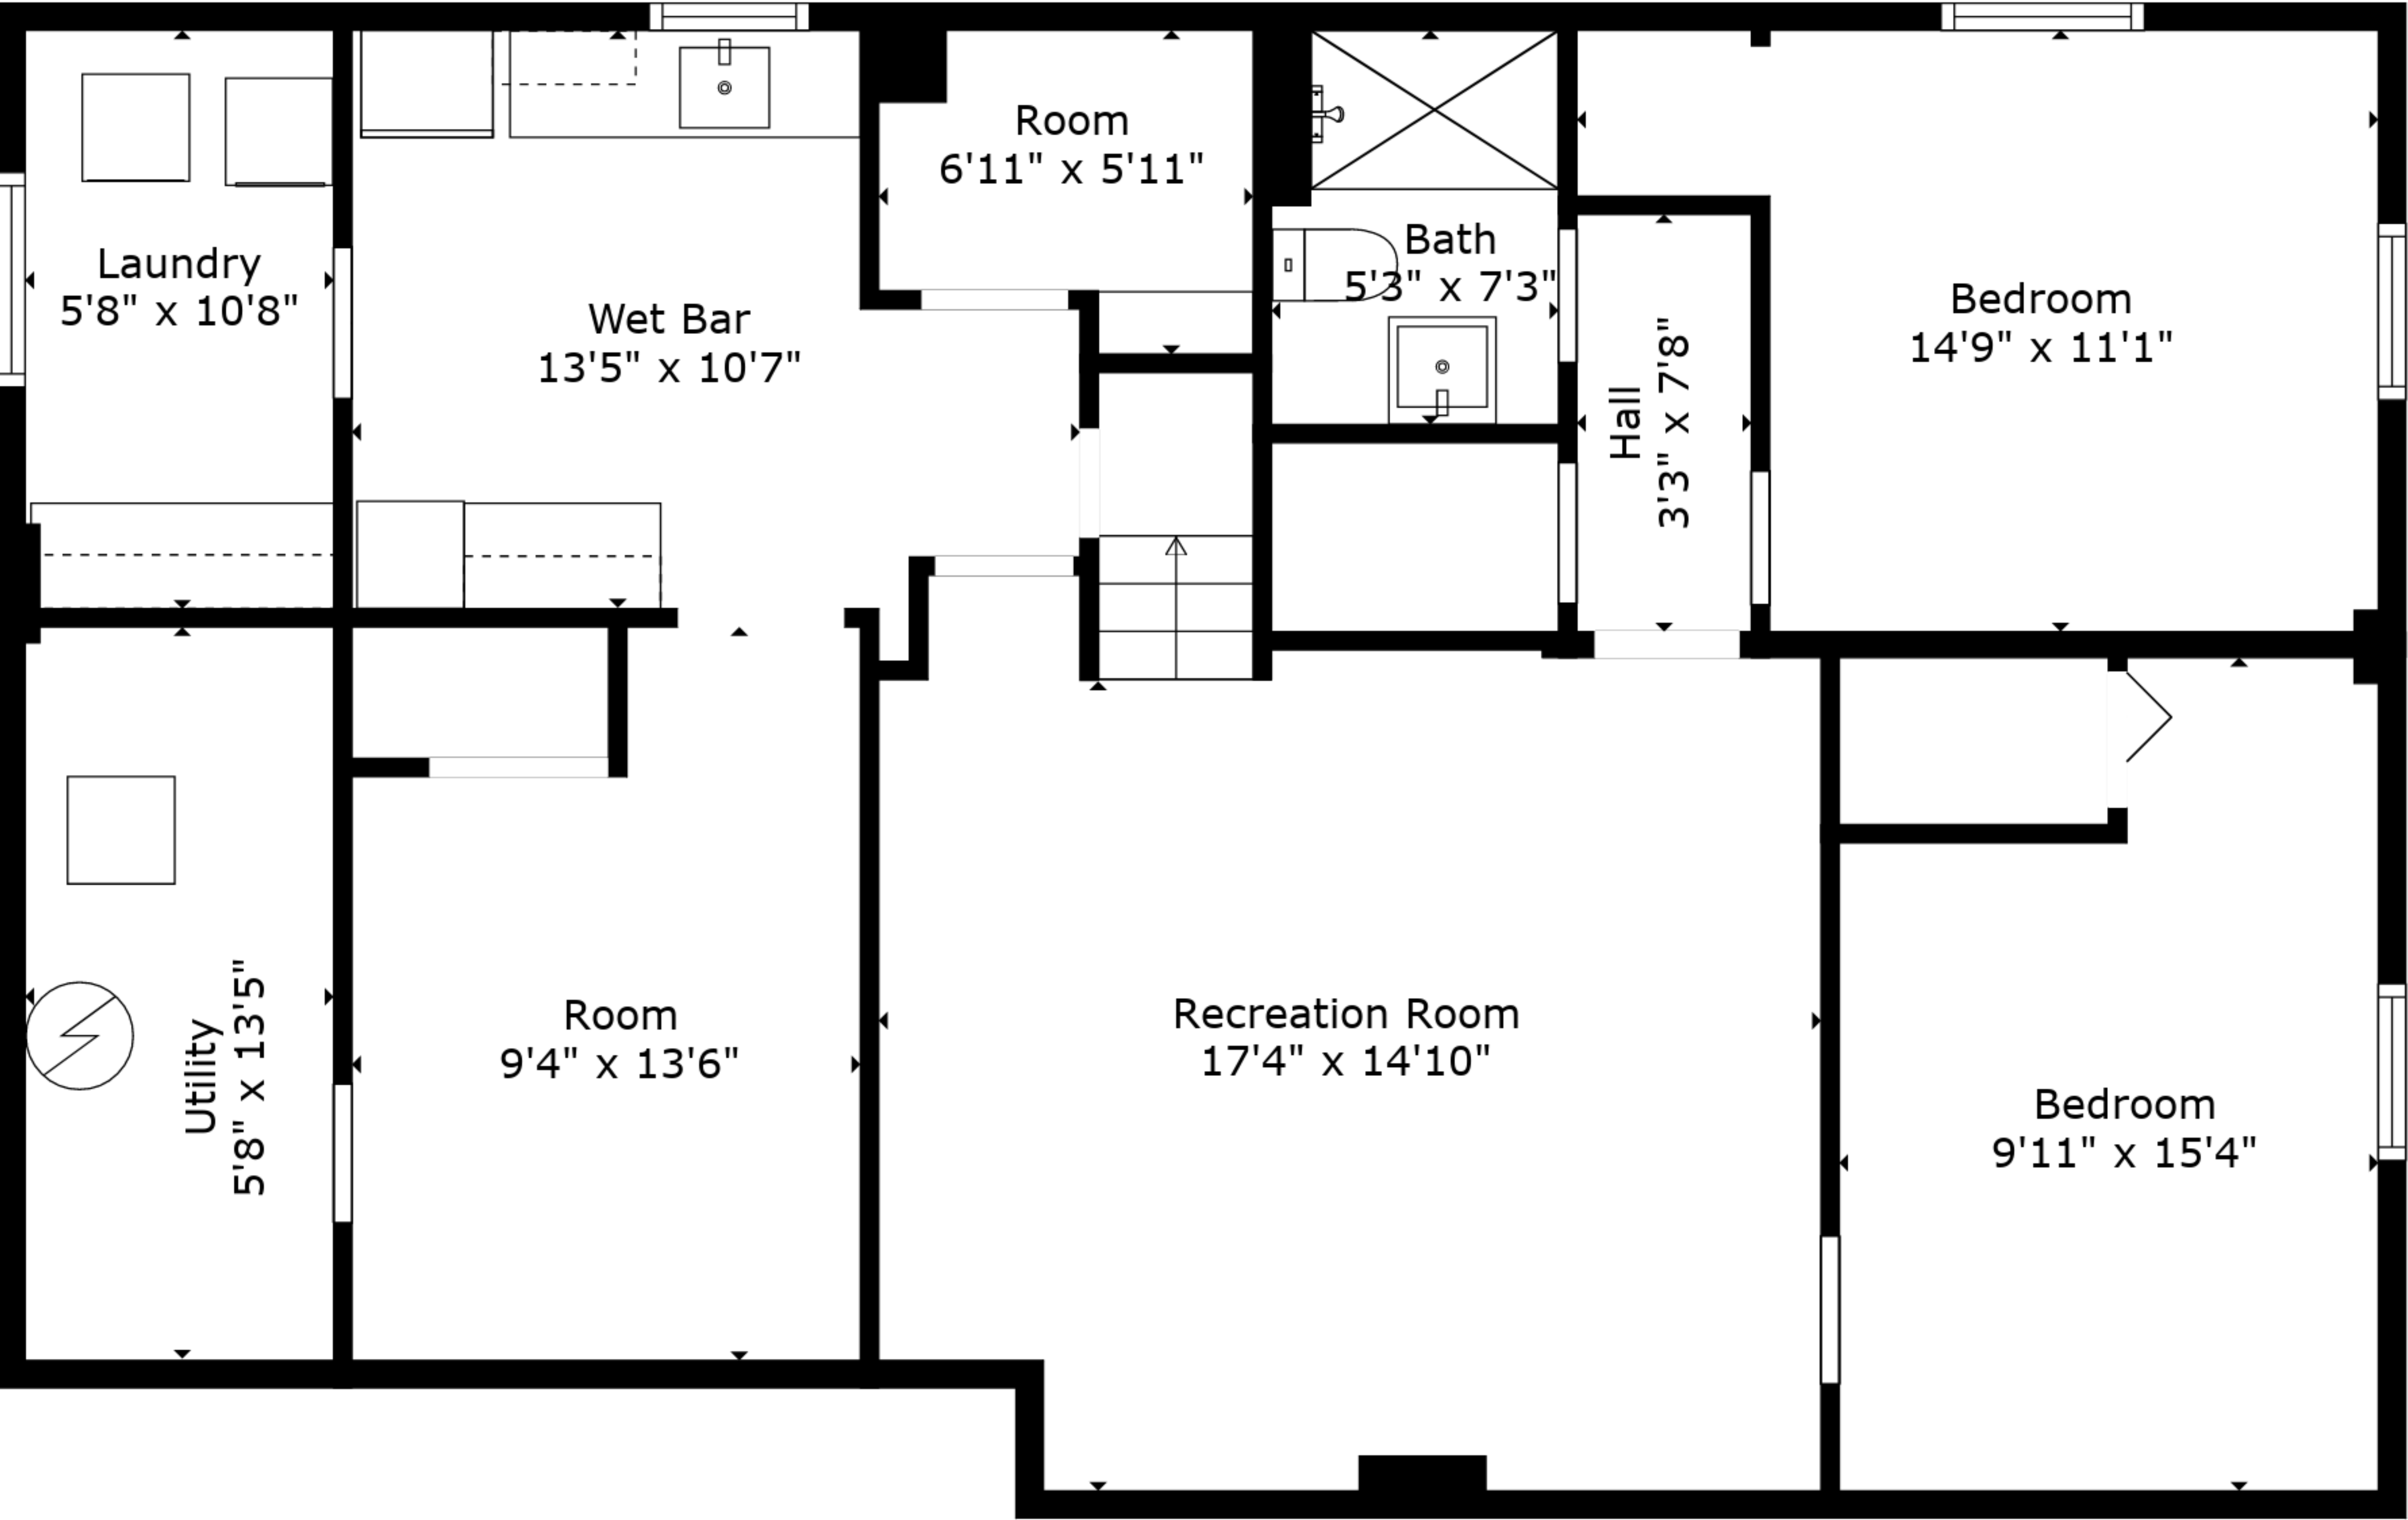 Room
6'11" x 5'11"
Laundry
5'8" x 10'8"
Wet Bar
13'5" x 10'7"
Bath
5'3" x 7'3"
Hall
3'3" x 7'8"
Bedroom
14'9" x 11'1"
Utility
5'8" x 13'5"
Room
9'4" x 13'6"
Recreation Room
17'4" x 14'10"
Bedroom
9'11" x 15'4"